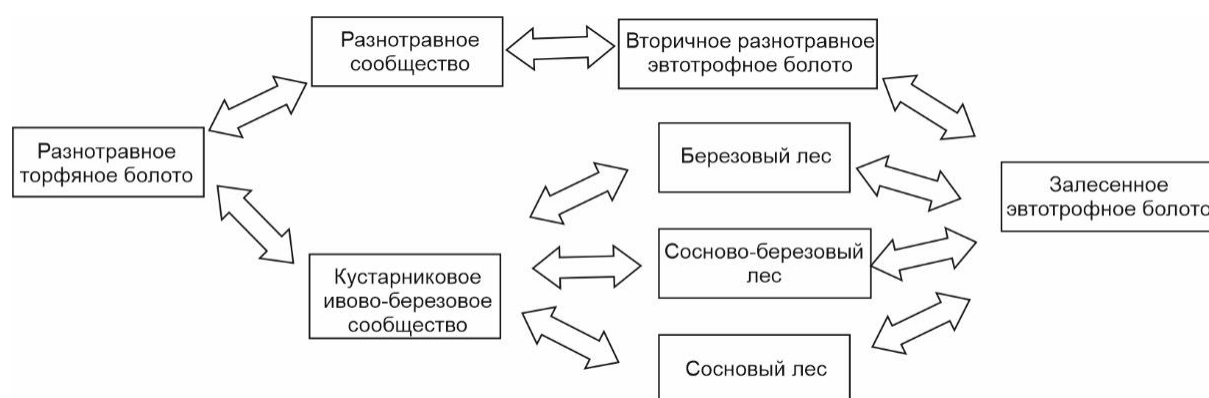 Разнотравное
сообщество
Вторичное разнотравное
эвтотрофное болото
Разнотравное
торфяное болото
Березовый лес
Залесенное
эвтотрофное болото
Сосново-березовый
лес
Кустарниковое
ивово-березовое
сообщество
Сосновый лес